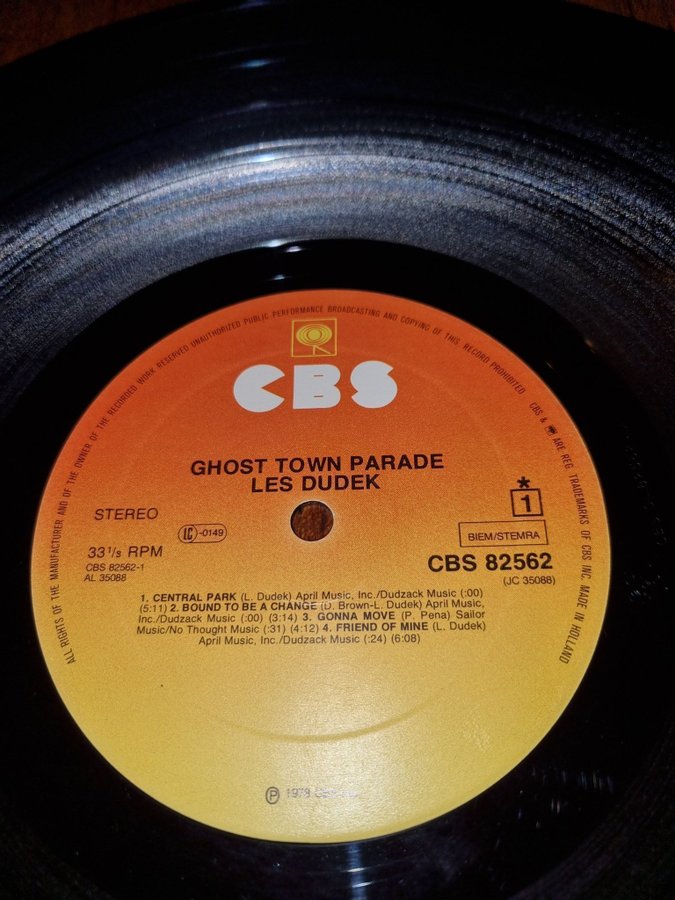 ALL RIGHTS OF THE MANUFACTURER AND OF THE OWNER OF THE RECORDED WORK RESERVED UNAUTHORIZED PUBLIC PERFORMANCE BROADCASTING AND COPYING OF THIS RECORD PROHIBITED CBS & ARE REG. TRADEMARKS OF CBS INC. MADE IN HOLLAND
CBS
GHOST TOWN PARADE
LES DUDEK
STEREO
LC-0149
* 1
BIEM/STEMRA
33⅓ RPM
CBS 82562
CBS 82562-1
(JC 35088)
AL 35088
1. CENTRAL PARK (L. Dudek) April Music, Inc./Dudzack Music (:00)
(5:11) 2. BOUND TO BE A CHANGE (D. Brown-L. Dudek) April Music,
Inc./Dudzack Music (:00) (3:14) 3. GONNA MOVE (P. Pena) Sailor
Music/No Thought Music (:31) (4:12) 4. FRIEND OF MINE (L. Dudek)
April Music, Inc./Dudzack Music (:24) (6:08)
℗ 1978